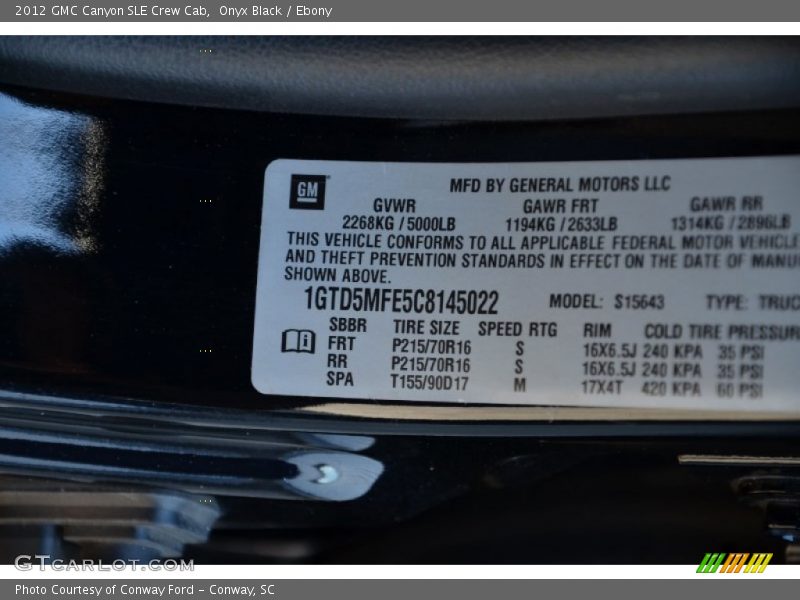 2012 GMC Canyon SLE Crew Cab, Onyx Black / Ebony
GM
MFD BY GENERAL MOTORS LLC
GVWR GAWR FRT GAWR RR
2268KG / 5000LB 1194KG / 2633LB 1314KG / 2896LB
THIS VEHICLE CONFORMS TO ALL APPLICABLE FEDERAL MOTOR VEHICLE
AND THEFT PREVENTION STANDARDS IN EFFECT ON THE DATE OF MANU
SHOWN ABOVE.
1GTD5MFE5C8145022 MODEL: S15643 TYPE: TRUC
SBBR TIRE SIZE SPEED RTG RIM COLD TIRE PRESSUR
FRT P215/70R16 S 16X6.5J 240 KPA 35 PSI
RR P215/70R16 S 16X6.5J 240 KPA 35 PSI
SPA T155/90D17 M 17X4T 420 KPA 60 PSI
GTCARLOT.COM
Photo Courtesy of Conway Ford – Conway, SC